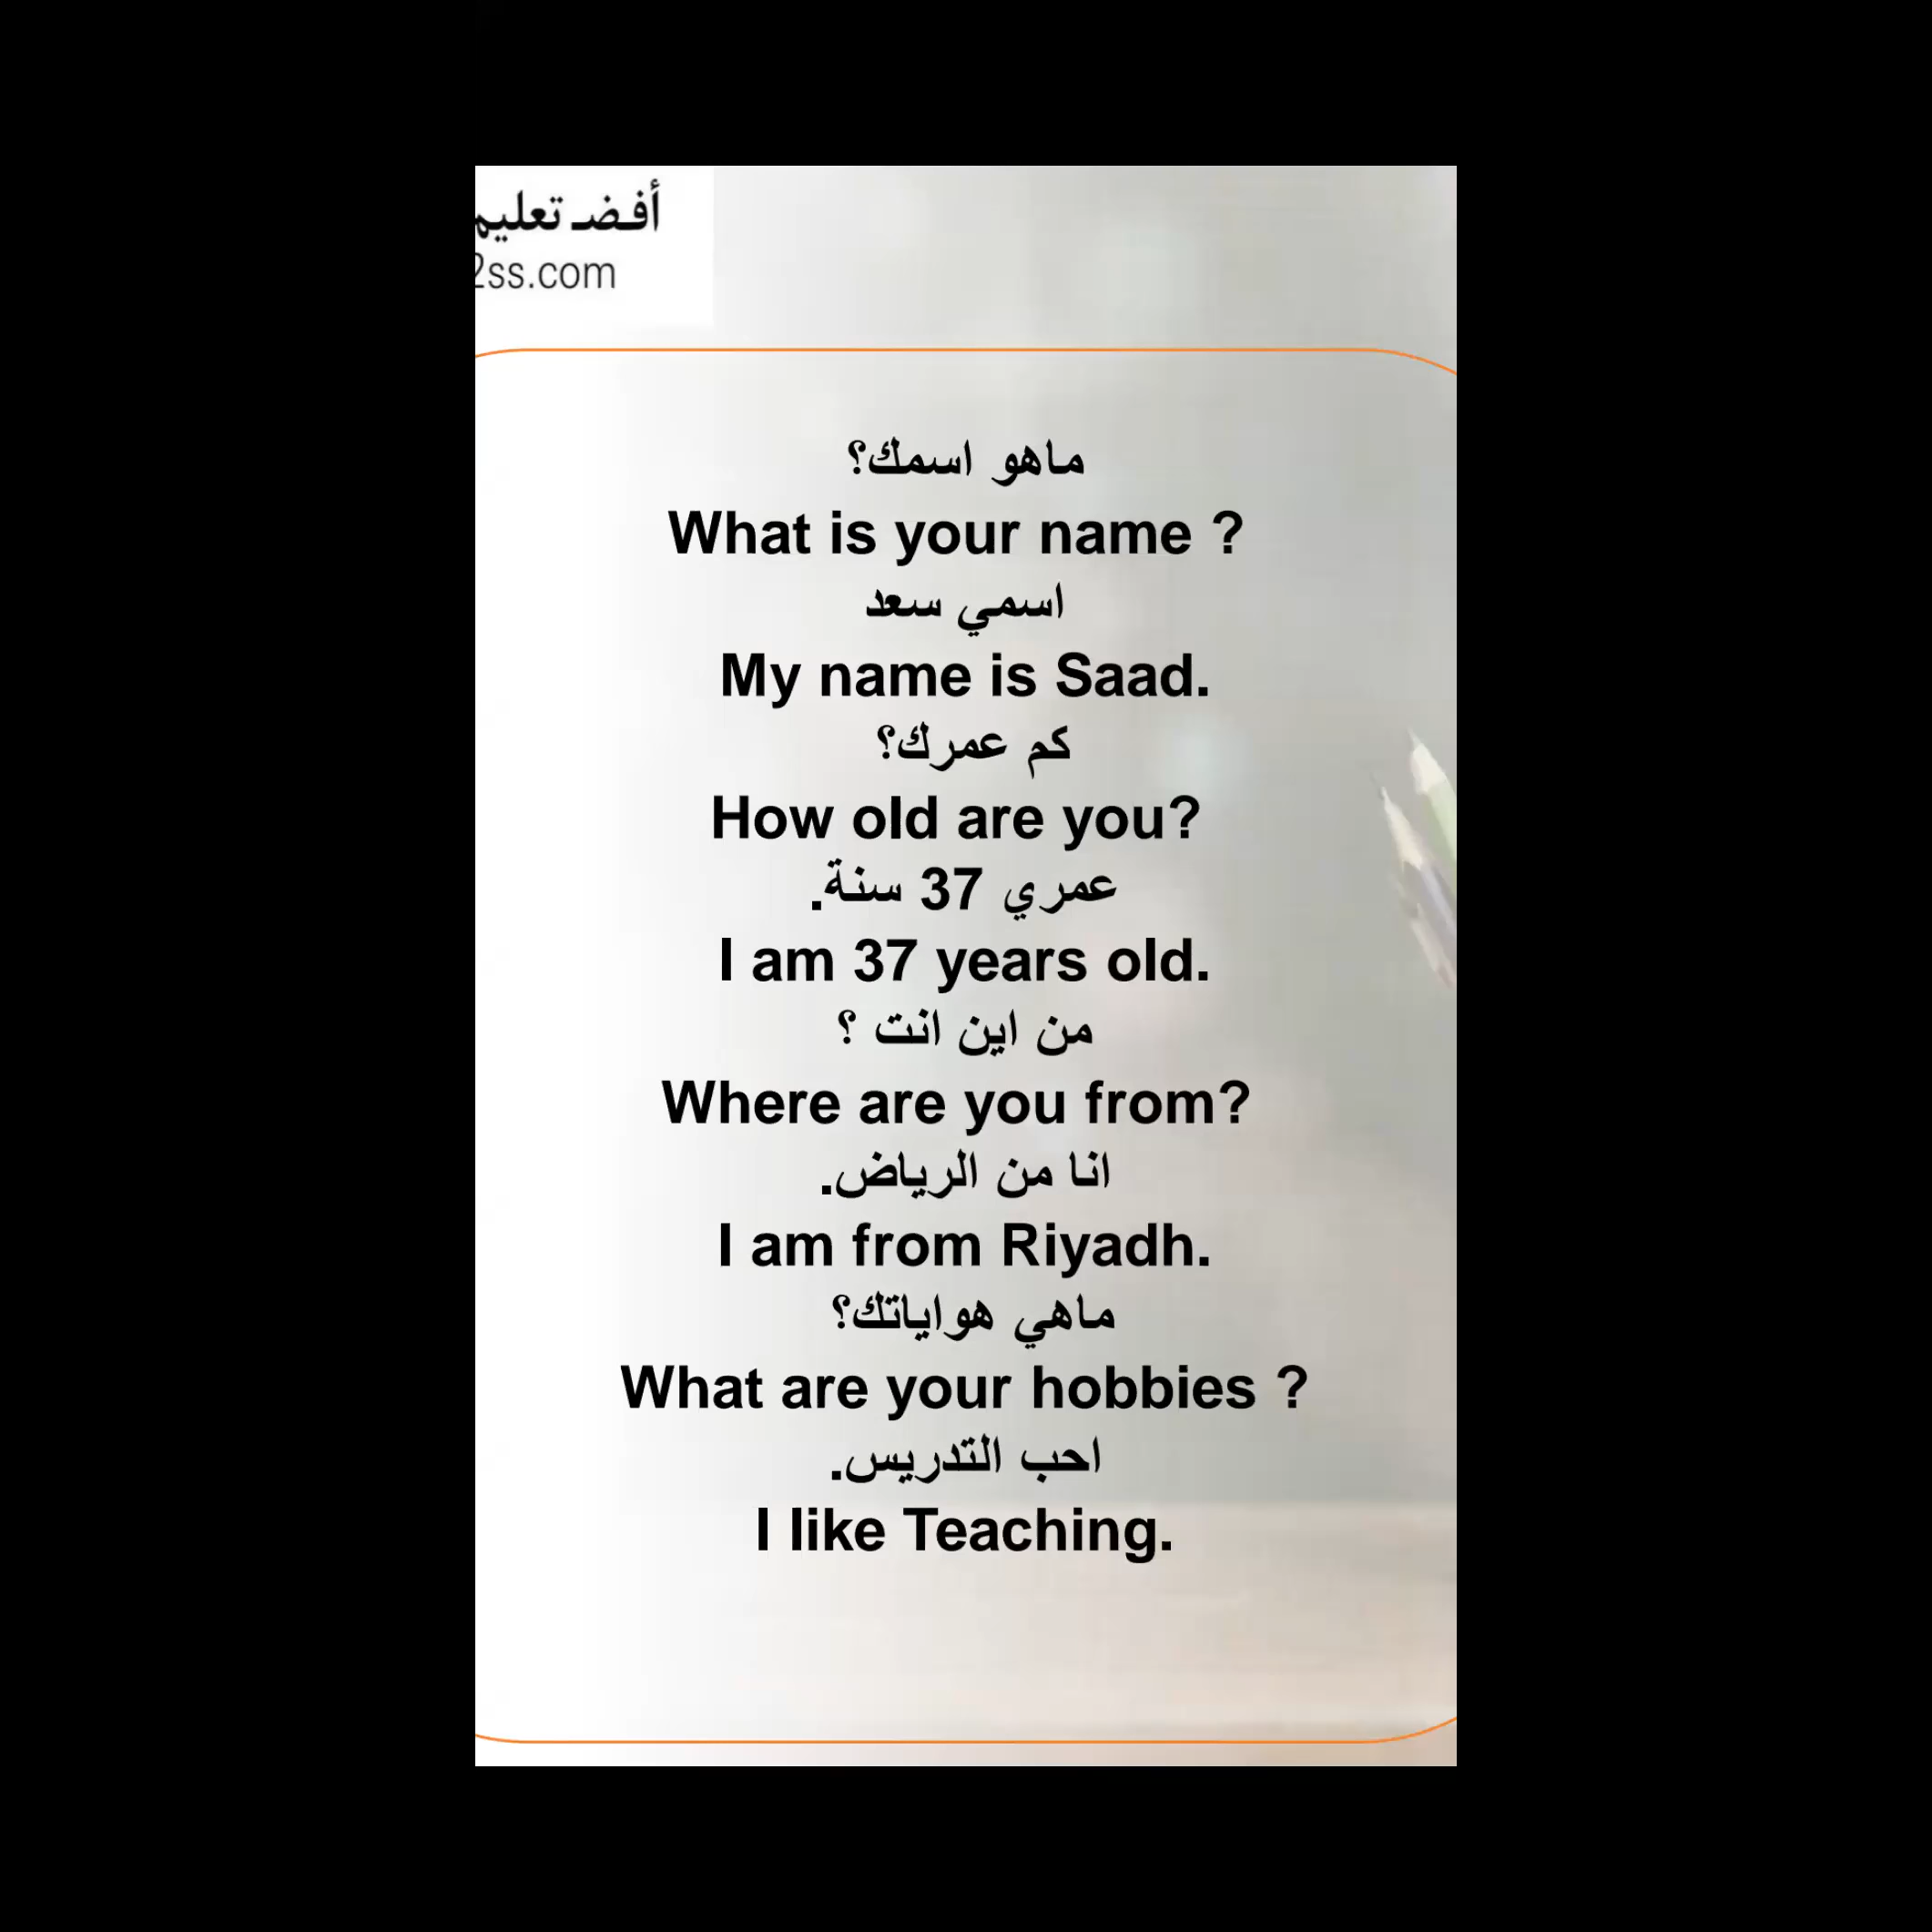 أفـضـ تعليم
2ss.com
ماهو اسمك؟
What is your name ?
اسمي سعد
My name is Saad.
كم عمرك؟
How old are you?
عمري 37 سنة.
I am 37 years old.
من اين انت ؟
Where are you from?
انا من الرياض.
I am from Riyadh.
ماهي هواياتك؟
What are your hobbies ?
احب التدريس.
I like Teaching.